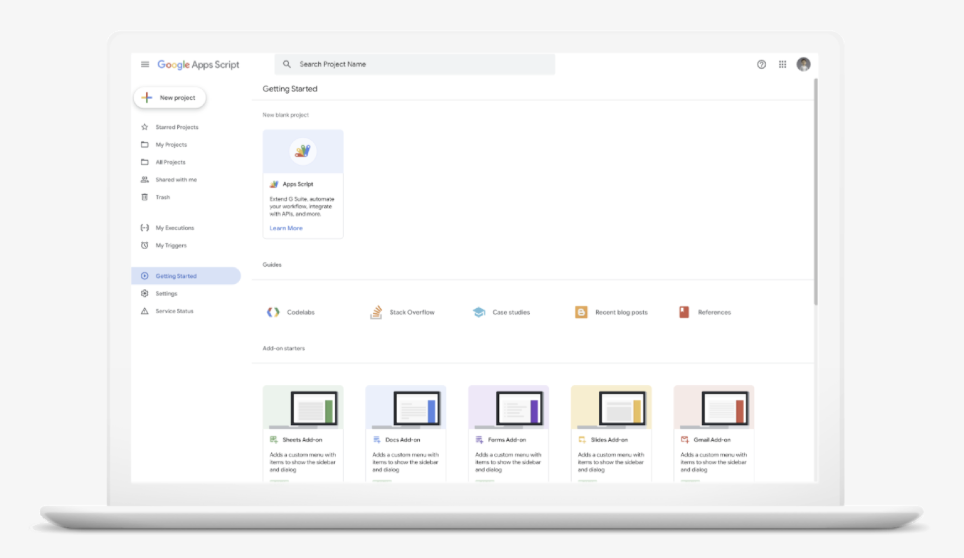 Google Apps Script
Search Project Name
New project
Getting Started
Starred Projects
My Projects
All Projects
Shared with me
Trash
My Executions
My Triggers
Getting Started
Settings
Service Status
New blank project
Apps Script
Extend G Suite, automate
your workflow, integrate
with APIs, and more.
Learn More
Guides
Codelabs
Stack Overflow
Case studies
Recent blog posts
References
Add-on starters
Sheets Add-on
Adds a custom menu with
items to show the sidebar
and dialog
Docs Add-on
Adds a custom menu with
items to show the sidebar
and dialog
Forms Add-on
Adds a custom menu with
items to show the sidebar
and dialog
Slides Add-on
Adds a custom menu with
items to show the sidebar
and dialog
Gmail Add-on
Adds a custom menu with
items to show the sidebar
and dialog